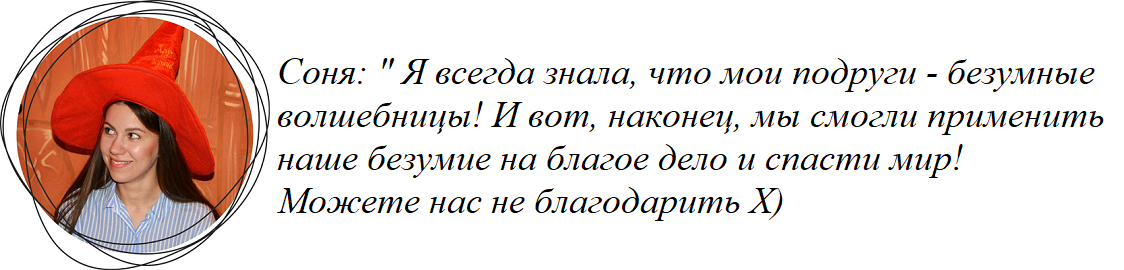 Соня: " Я всегда знала, что мои подруги - безумные
волшебницы! И вот, наконец, мы смогли применить
наше безумие на благое дело и спасти мир!
Можете нас не благодарить X)